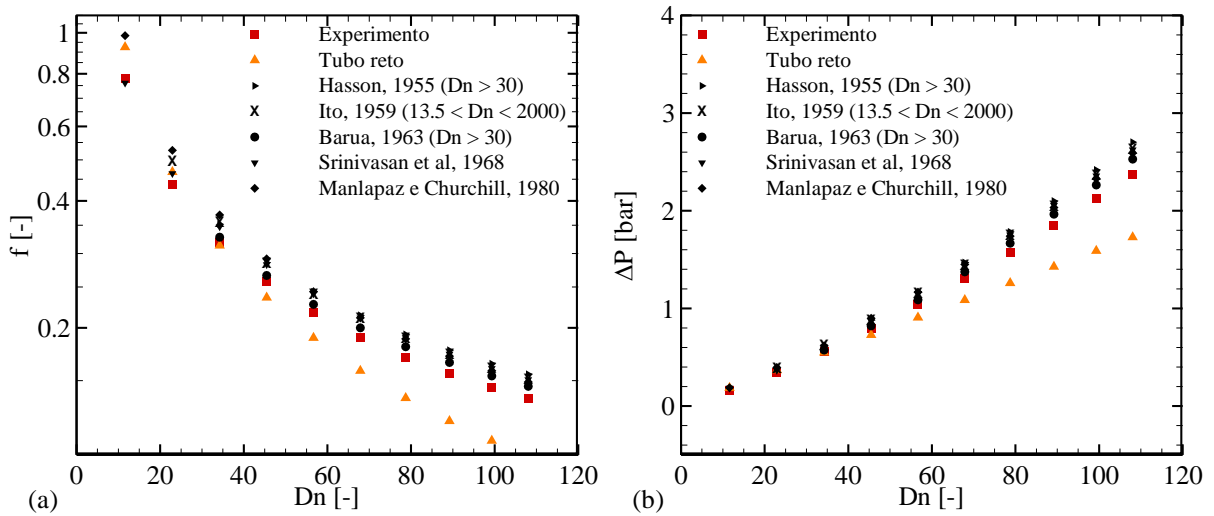 f [-]
1
0.8
0.6
0.4
0.2
0 20 40 60 80 100 120
Dn [-]
(a)
Experimento
Tubo reto
Hasson, 1955 (Dn > 30)
Ito, 1959 (13.5 < Dn < 2000)
Barua, 1963 (Dn > 30)
Srinivasan et al, 1968
Manlapaz e Churchill, 1980
ΔP [bar]
4
3
2
1
0
0 20 40 60 80 100 120
Dn [-]
(b)
Experimento
Tubo reto
Hasson, 1955 (Dn > 30)
Ito, 1959 (13.5 < Dn < 2000)
Barua, 1963 (Dn > 30)
Srinivasan et al, 1968
Manlapaz e Churchill, 1980